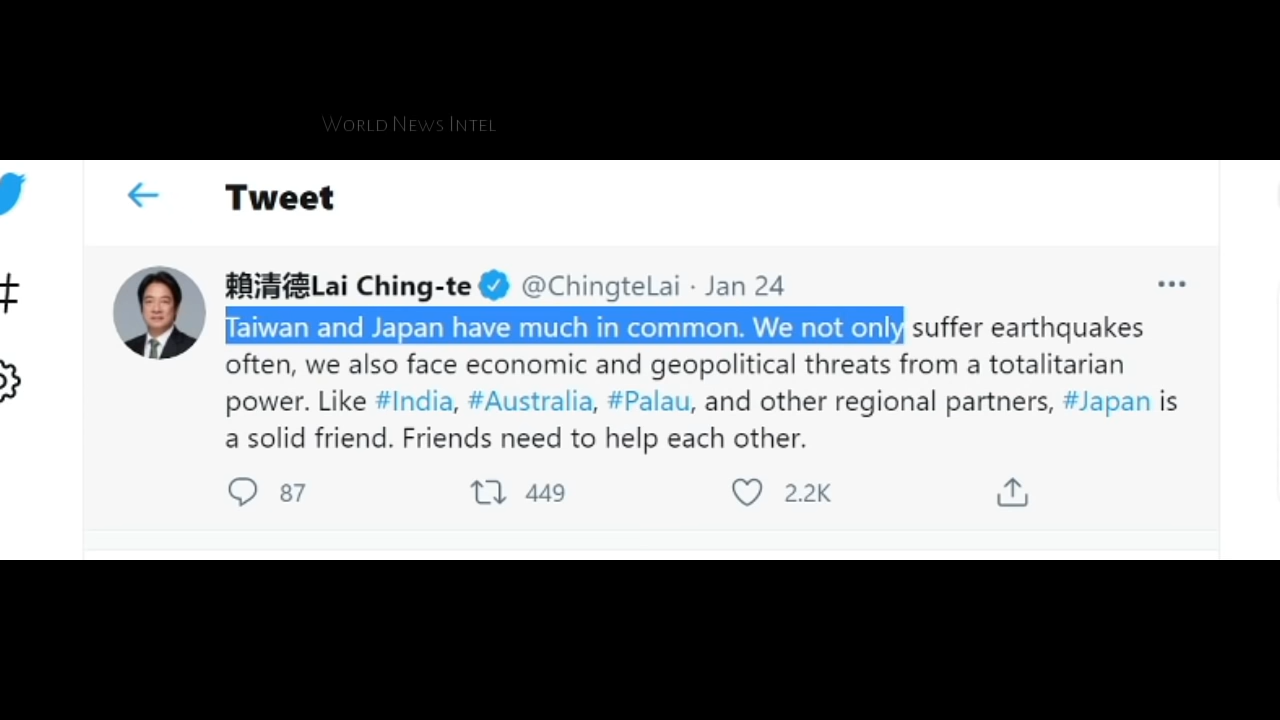 World News Intel
Tweet
賴清德Lai Ching-te @ChingteLai · Jan 24
Taiwan and Japan have much in common. We not only suffer earthquakes
often, we also face economic and geopolitical threats from a totalitarian
power. Like #India, #Australia, #Palau, and other regional partners, #Japan is
a solid friend. Friends need to help each other.
87 449 2.2K